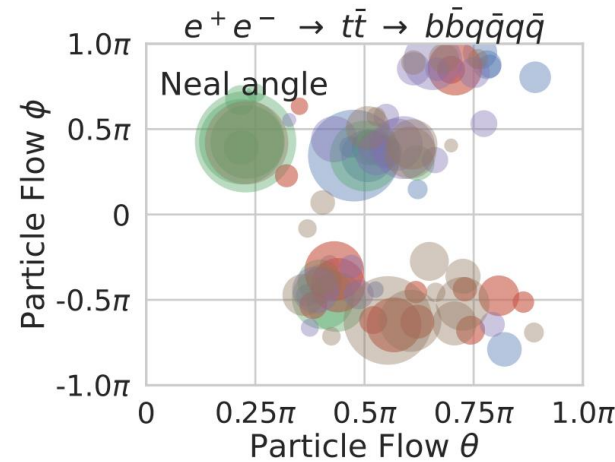 e⁺e⁻ → tt̄ → bb̄qq̄qq̄
1.0π
Neal angle
0.5π
0
-0.5π
-1.0π
Particle Flow ϕ
0 0.25π 0.5π 0.75π 1.0π
Particle Flow θ